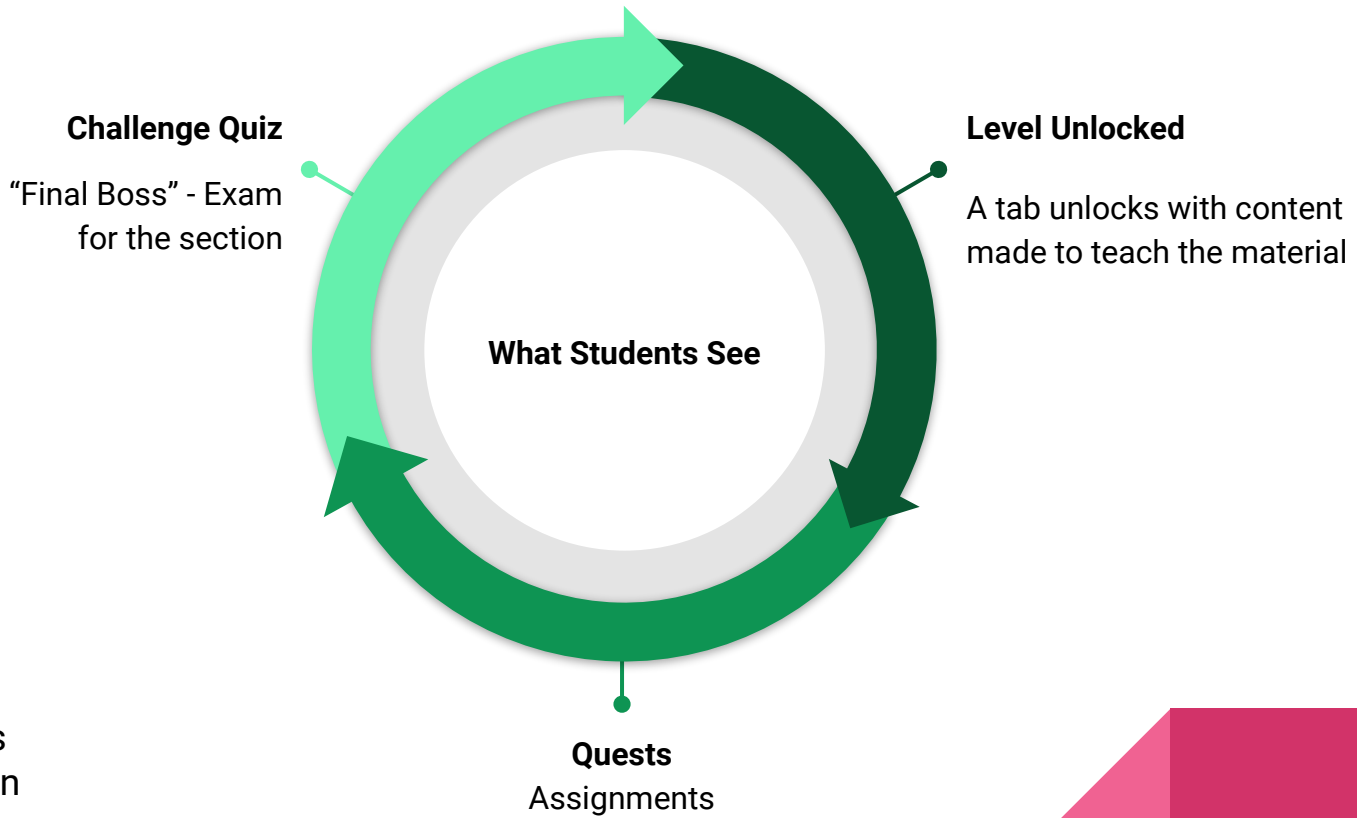 Challenge Quiz
“Final Boss” - Exam
for the section
Level Unlocked
A tab unlocks with content
made to teach the material
What Students See
Quests
Assignments